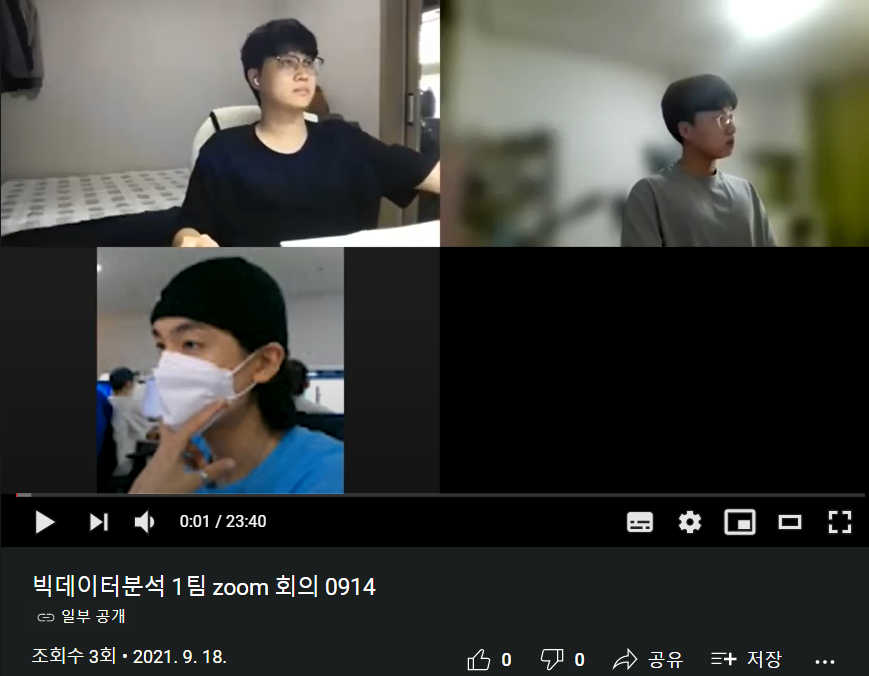 0:01 / 23:40
빅데이터분석 1팀 zoom 회의 0914
일부 공개
조회수 3회 • 2021. 9. 18.
0
0
공유
저장